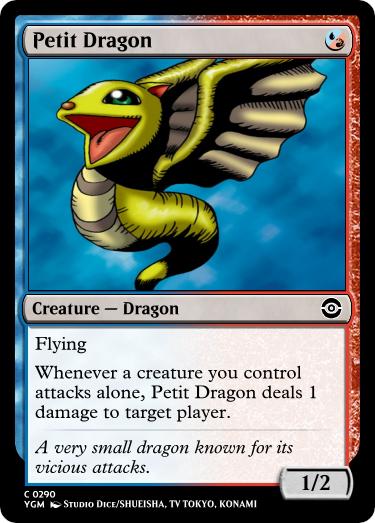 Petit Dragon
Creature — Dragon
Flying
Whenever a creature you control
attacks alone, Petit Dragon deals 1
damage to target player.
A very small dragon known for its
vicious attacks.
1/2
C 0290
YGM Studio Dice/SHUEISHA, TV TOKYO, KONAMI